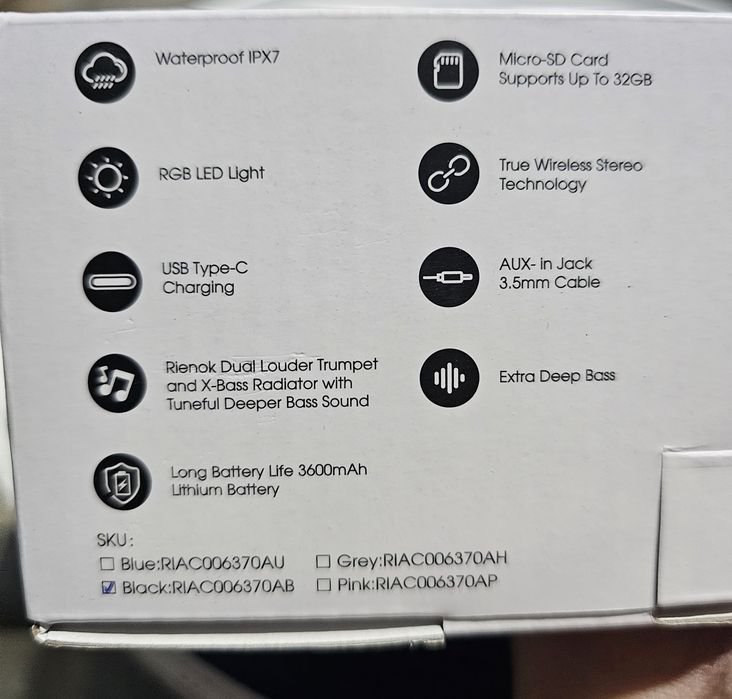 Waterproof IPX7
Micro-SD Card
Supports Up To 32GB
RGB LED Light
True Wireless Stereo
Technology
USB Type-C
Charging
AUX- in Jack
3.5mm Cable
Rienok Dual Louder Trumpet
and X-Bass Radiator with
Tuneful Deeper Bass Sound
Extra Deep Bass
Long Battery Life 3600mAh
Lithium Battery
SKU:
Blue:RIAC006370AU
Grey:RIAC006370AH
Black:RIAC006370AB
Pink:RIAC006370AP